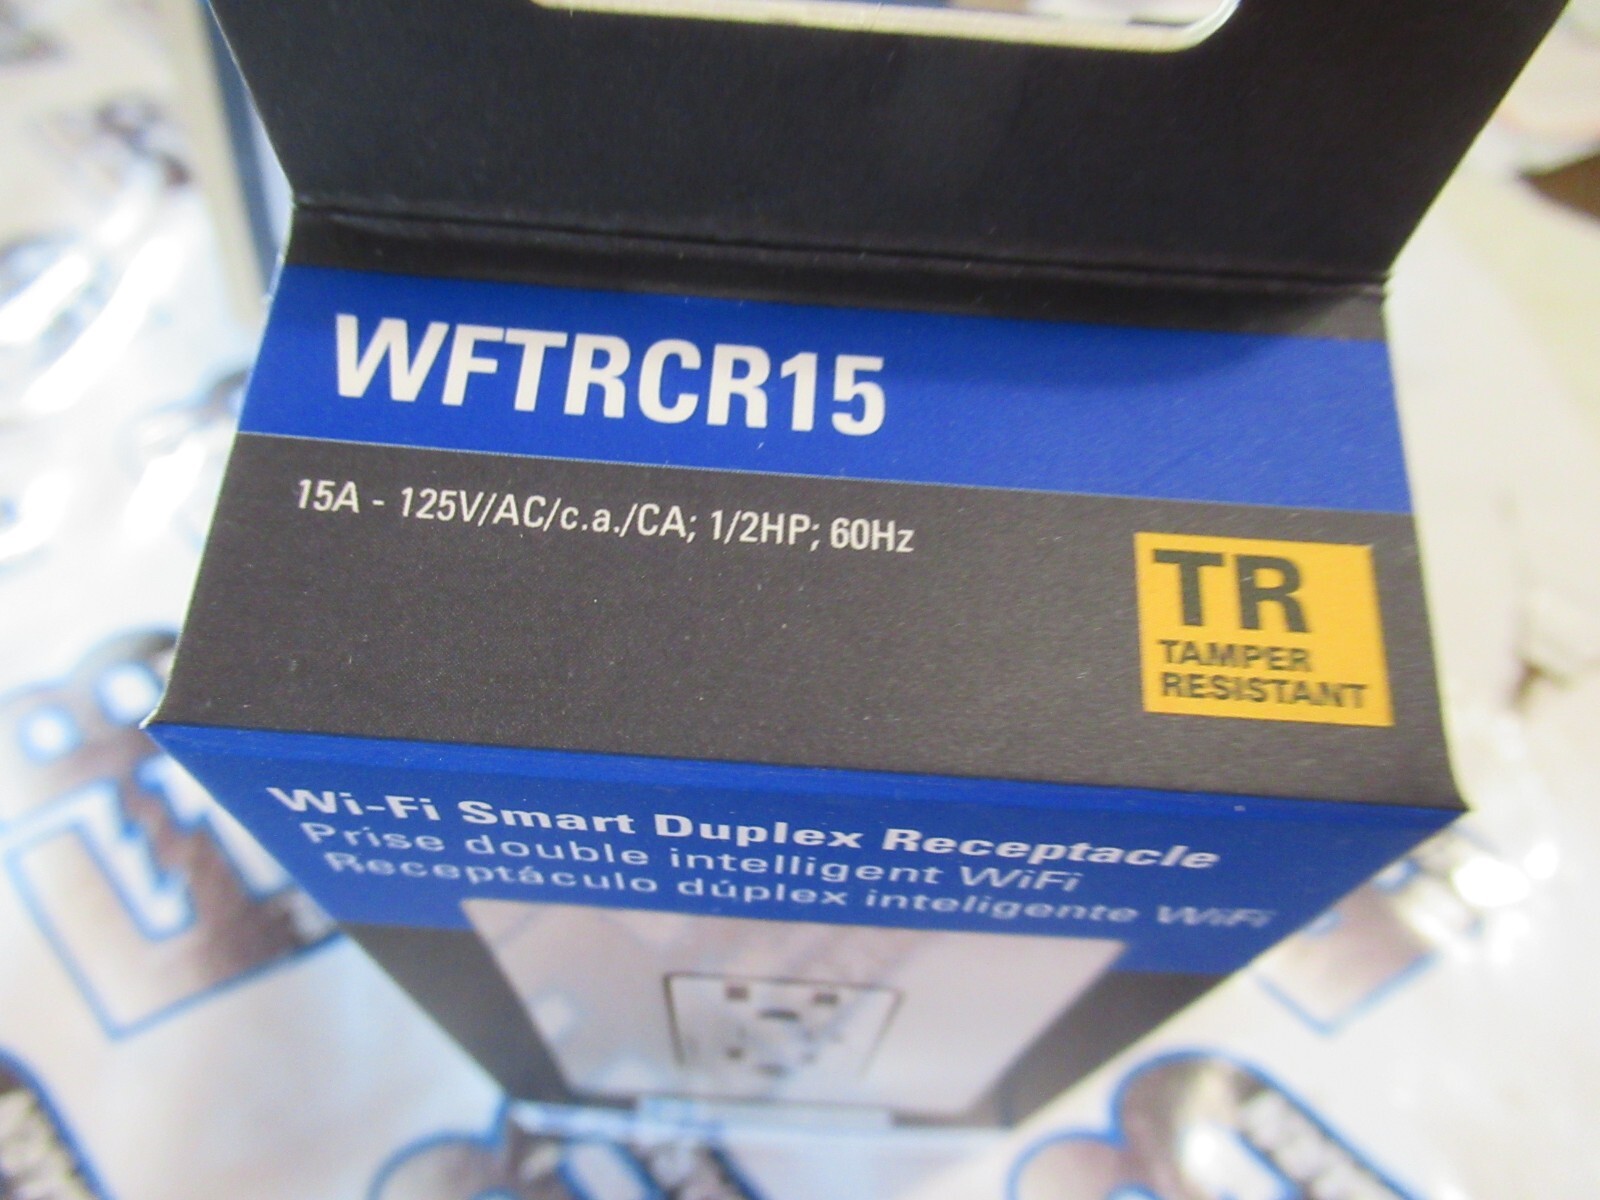 WFTRCR15
15A - 125V/AC/c.a./CA; 1/2HP; 60Hz
TR
TAMPER
RESISTANT
Wi-Fi Smart Duplex Receptacle
Prise double intelligent WiFi
Receptáculo dúplex inteligente WiFi